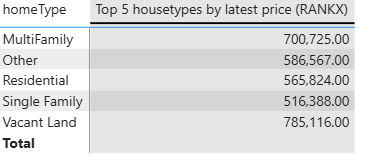 homeType Top 5 housetypes by latest price (RANKX)
MultiFamily 700,725.00
Other 586,567.00
Residential 565,824.00
Single Family 516,388.00
Vacant Land 785,116.00
Total